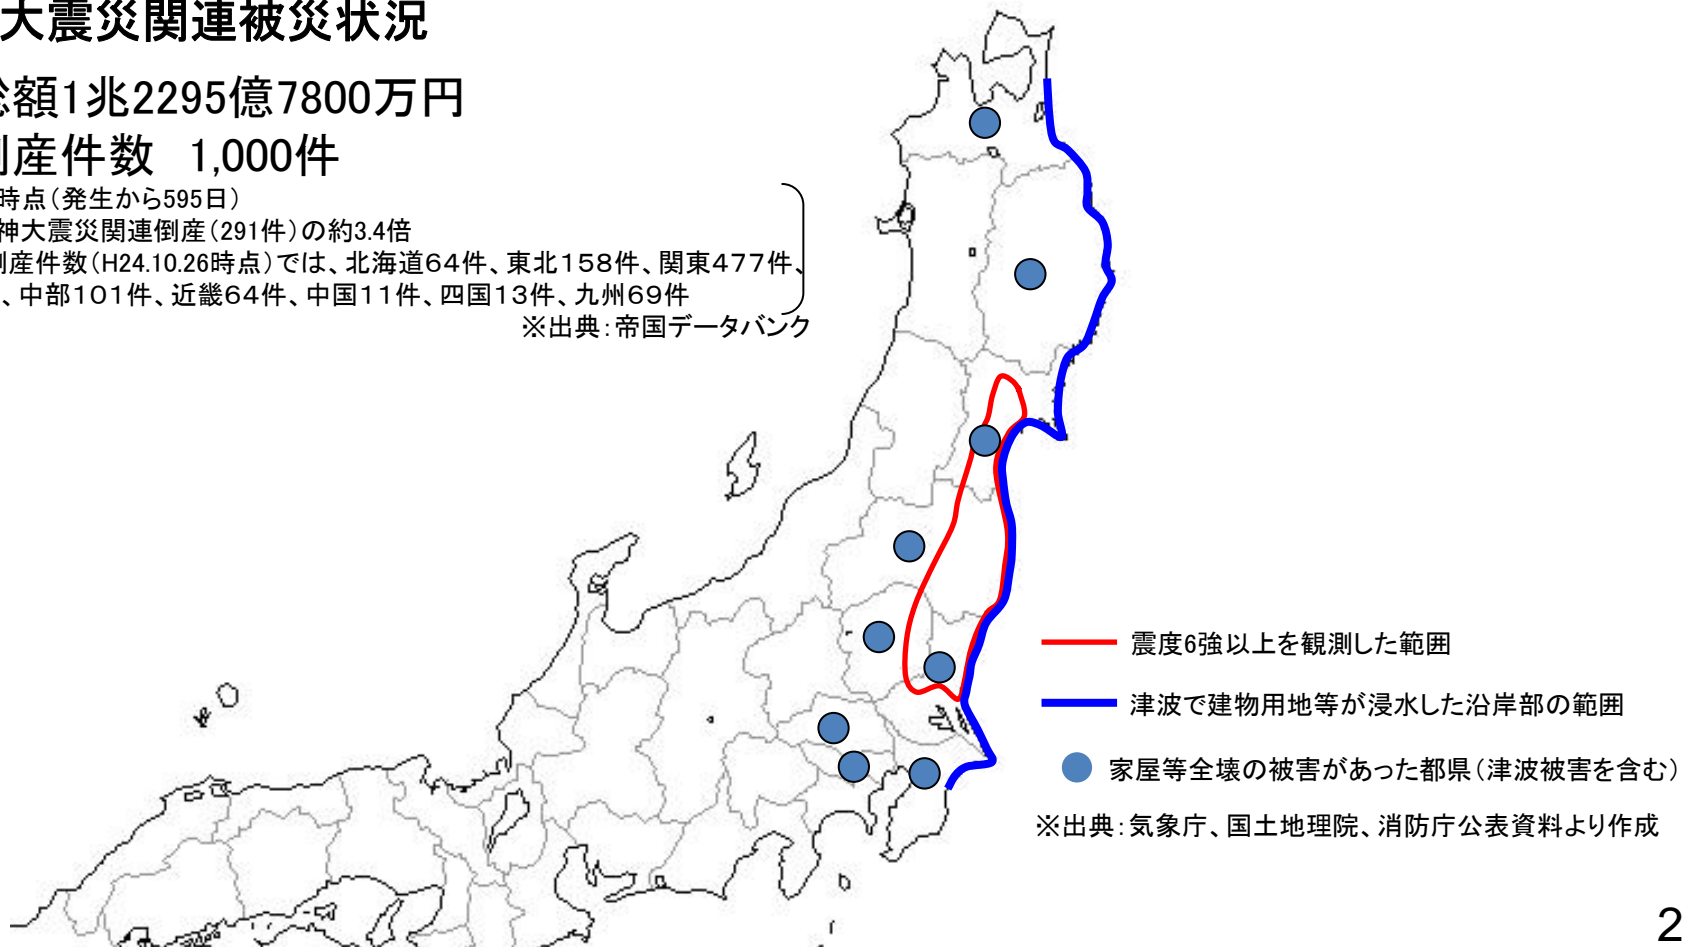 大震災関連被災状況
総額1兆2295億7800万円
倒産件数　1,000件
時点（発生から595日）
神大震災関連倒産（291件）の約3.4倍
倒産件数（H24.10.26時点）では、北海道６４件、東北１５８件、関東４７７件、
、中部１０１件、近畿６４件、中国１１件、四国１３件、九州６９件
※出典：帝国データバンク
震度6強以上を観測した範囲
津波で建物用地等が浸水した沿岸部の範囲
家屋等全壊の被害があった都県（津波被害を含む）
※出典：気象庁、国土地理院、消防庁公表資料より作成
2